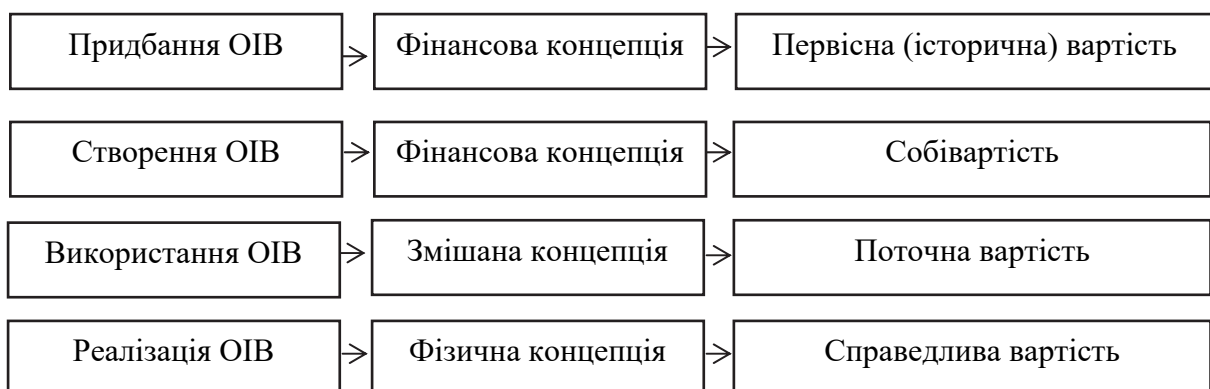 Придбання ОІВ
Фінансова концепція
Первісна (історична) вартість
Створення ОІВ
Фінансова концепція
Собівартість
Використання ОІВ
Змішана концепція
Поточна вартість
Реалізація ОІВ
Фізична концепція
Справедлива вартість